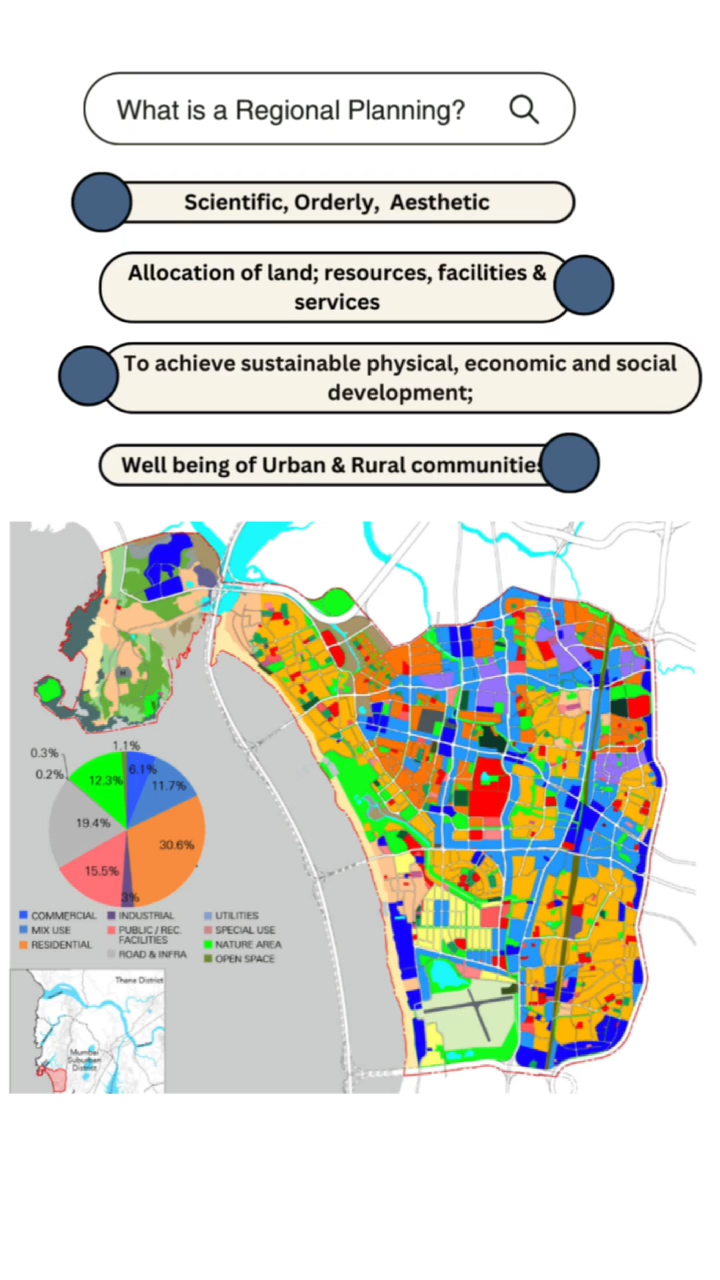 What is a Regional Planning?
Scientific, Orderly, Aesthetic
Allocation of land; resources, facilities &
services
To achieve sustainable physical, economic and social
development;
Well being of Urban & Rural communities
H
1.1%
0.3%
6.1%
0.2%
12.3%
11.7%
19.4%
30.6%
15.5%
3%
COMMERCIAL
INDUSTRIAL
UTILITIES
MIX USE
PUBLIC / REC.
FACILITIES
SPECIAL USE
RESIDENTIAL
ROAD & INFRA
NATURE AREA
OPEN SPACE
Thane District
Mumbai
Suburban
District